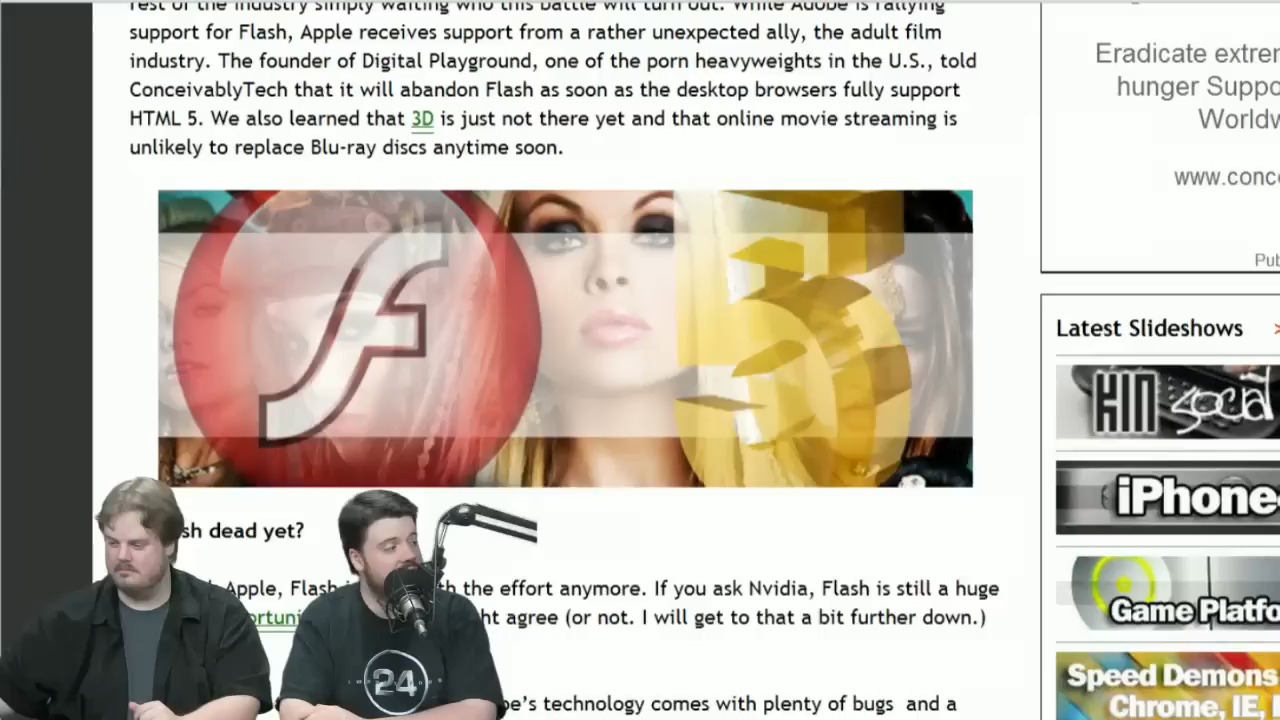 rest of the industry simply waiting who this battle will turn out. While Adobe is rallying
support for Flash, Apple receives support from a rather unexpected ally, the adult film
industry. The founder of Digital Playground, one of the porn heavyweights in the U.S., told
ConceivablyTech that it will abandon Flash as soon as the desktop browsers fully support
HTML 5. We also learned that 3D is just not there yet and that online movie streaming is
unlikely to replace Blu-ray discs anytime soon.
Eradicate extre
hunger Suppo
Worldw
www.conce
Pub
Latest Slideshows
KIN social
iPhone
Game Platfo
Speed Demons
Chrome, IE,
sh dead yet?
Apple, Flash the effort anymore. If you ask Nvidia, Flash is still a huge
ortuni ht agree (or not. I will get to that a bit further down.)
be's technology comes with plenty of bugs and a
24